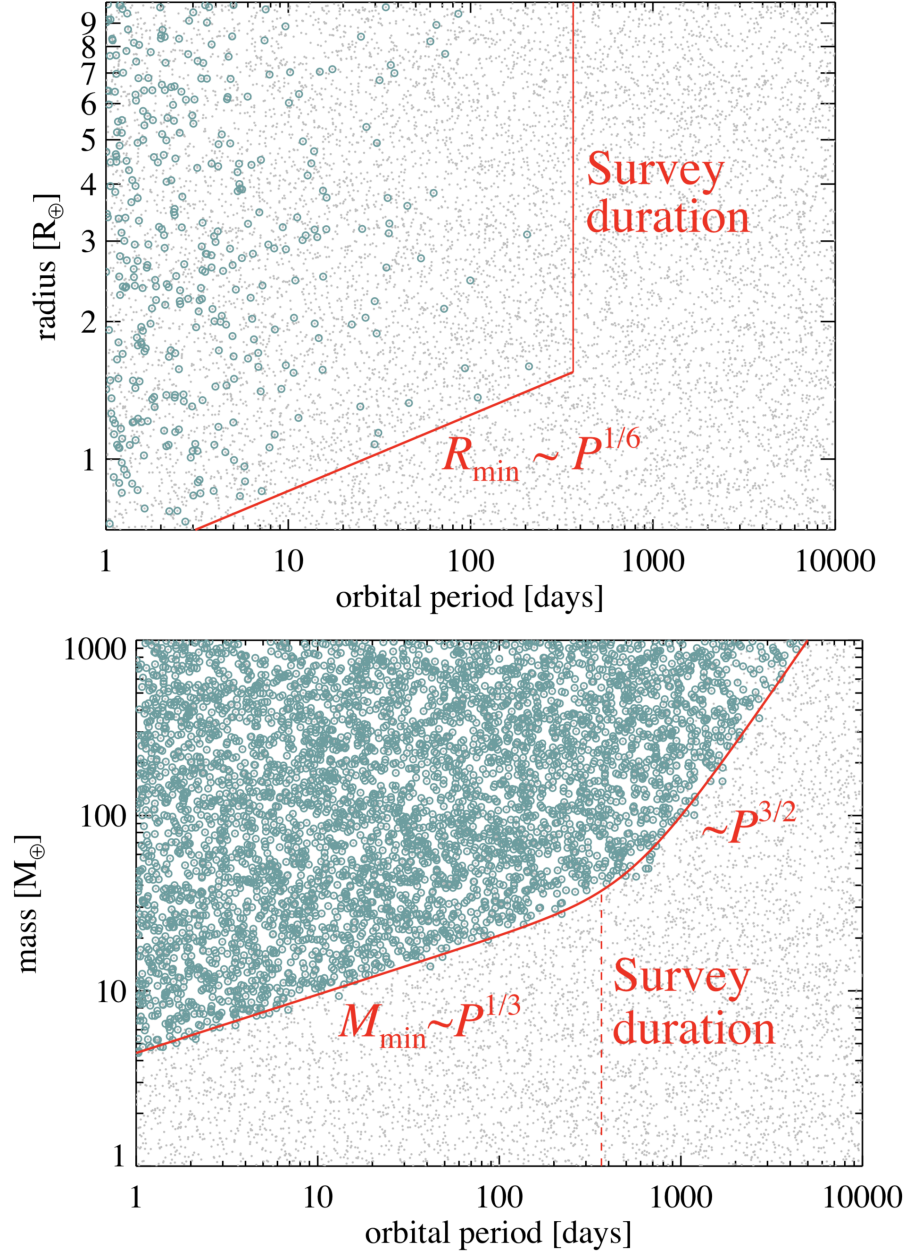 9
8
7
6
5
4
3
2
1
radius [R⊕]
Survey
duration
R_min ~ P^1/6
1 10 100 1000 10000
orbital period [days]
1000
100
10
1
mass [M⊕]
~P^3/2
Survey
duration
M_min~P^1/3
1 10 100 1000 10000
orbital period [days]